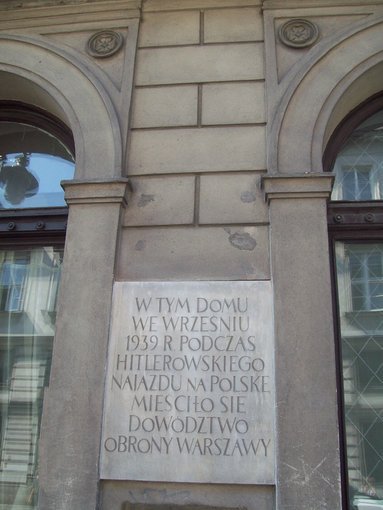 W TYM DOMU
WE WRZEŚNIU
1939 R PODCZAS
HITLEROWSKIEGO
NAJAZDU NA POLSKĘ
MIEŚCIŁO SIĘ
DOWÓDZTWO
OBRONY WARSZAWY